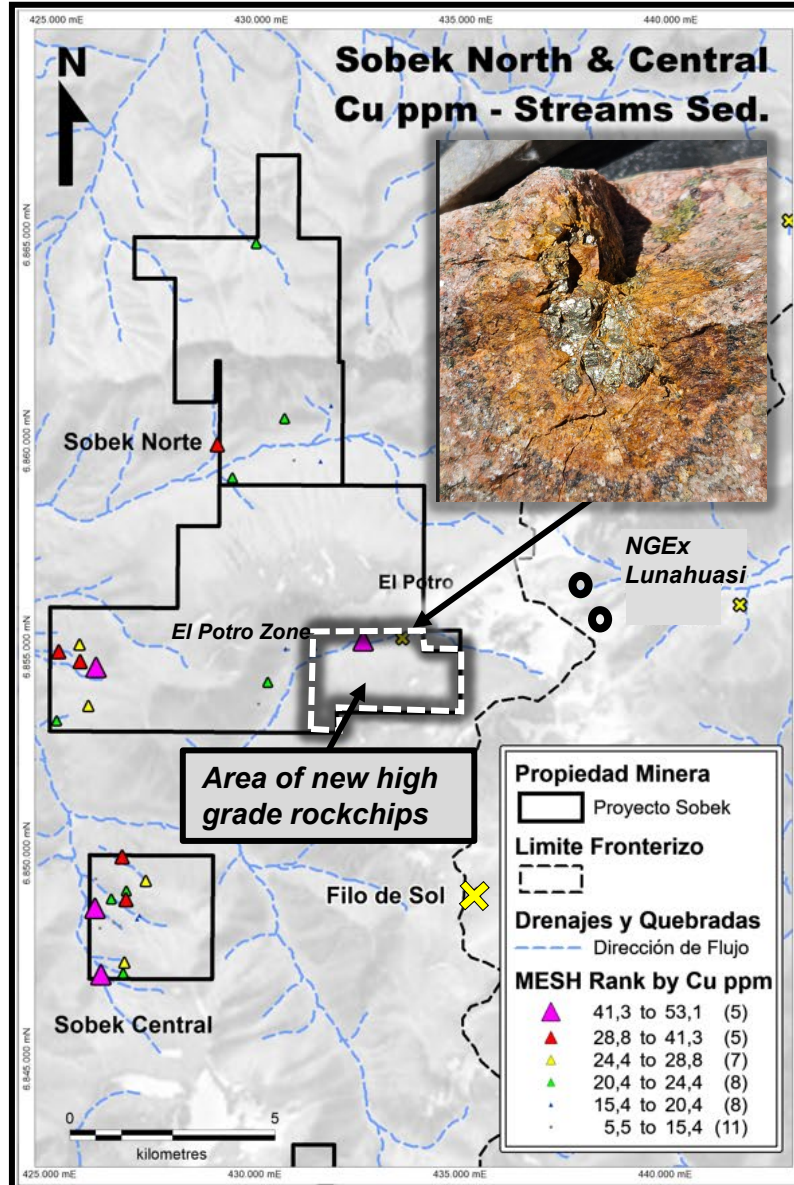 425.000 mE
430.000 mE
435.000 mE
440.000 mE
N
Sobek North & Central
Cu ppm - Streams Sed.
6.865.000 mN
6.860.000 mN
Sobek Norte
NGEx
Lunahuasi
El Potro
El Potro Zone
6.855.000 mN
Area of new high
grade rockchips
6.850.000 mN
Filo de Sol
Sobek Central
6.845.000 mN
Propiedad Minera
Proyecto Sobek
Limite Fronterizo
Drenajes y Quebradas
Dirección de Flujo
MESH Rank by Cu ppm
41,3 to 53,1 (5)
28,8 to 41,3 (5)
24,4 to 28,8 (7)
20,4 to 24,4 (8)
15,4 to 20,4 (8)
5,5 to 15,4 (11)
0 5
kilometres
425.000 mE
430.000 mE
435.000 mE
440.000 mE